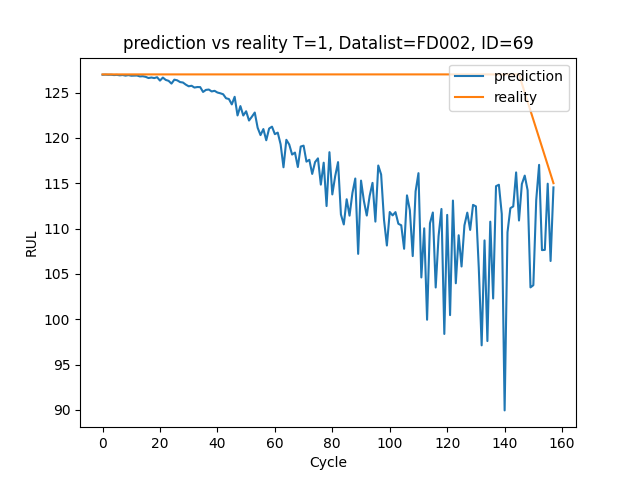 prediction vs reality T=1, Datalist=FD002, ID=69
prediction
reality
125
120
115
110
105
100
95
90
RUL
0 20 40 60 80 100 120 140 160
Cycle